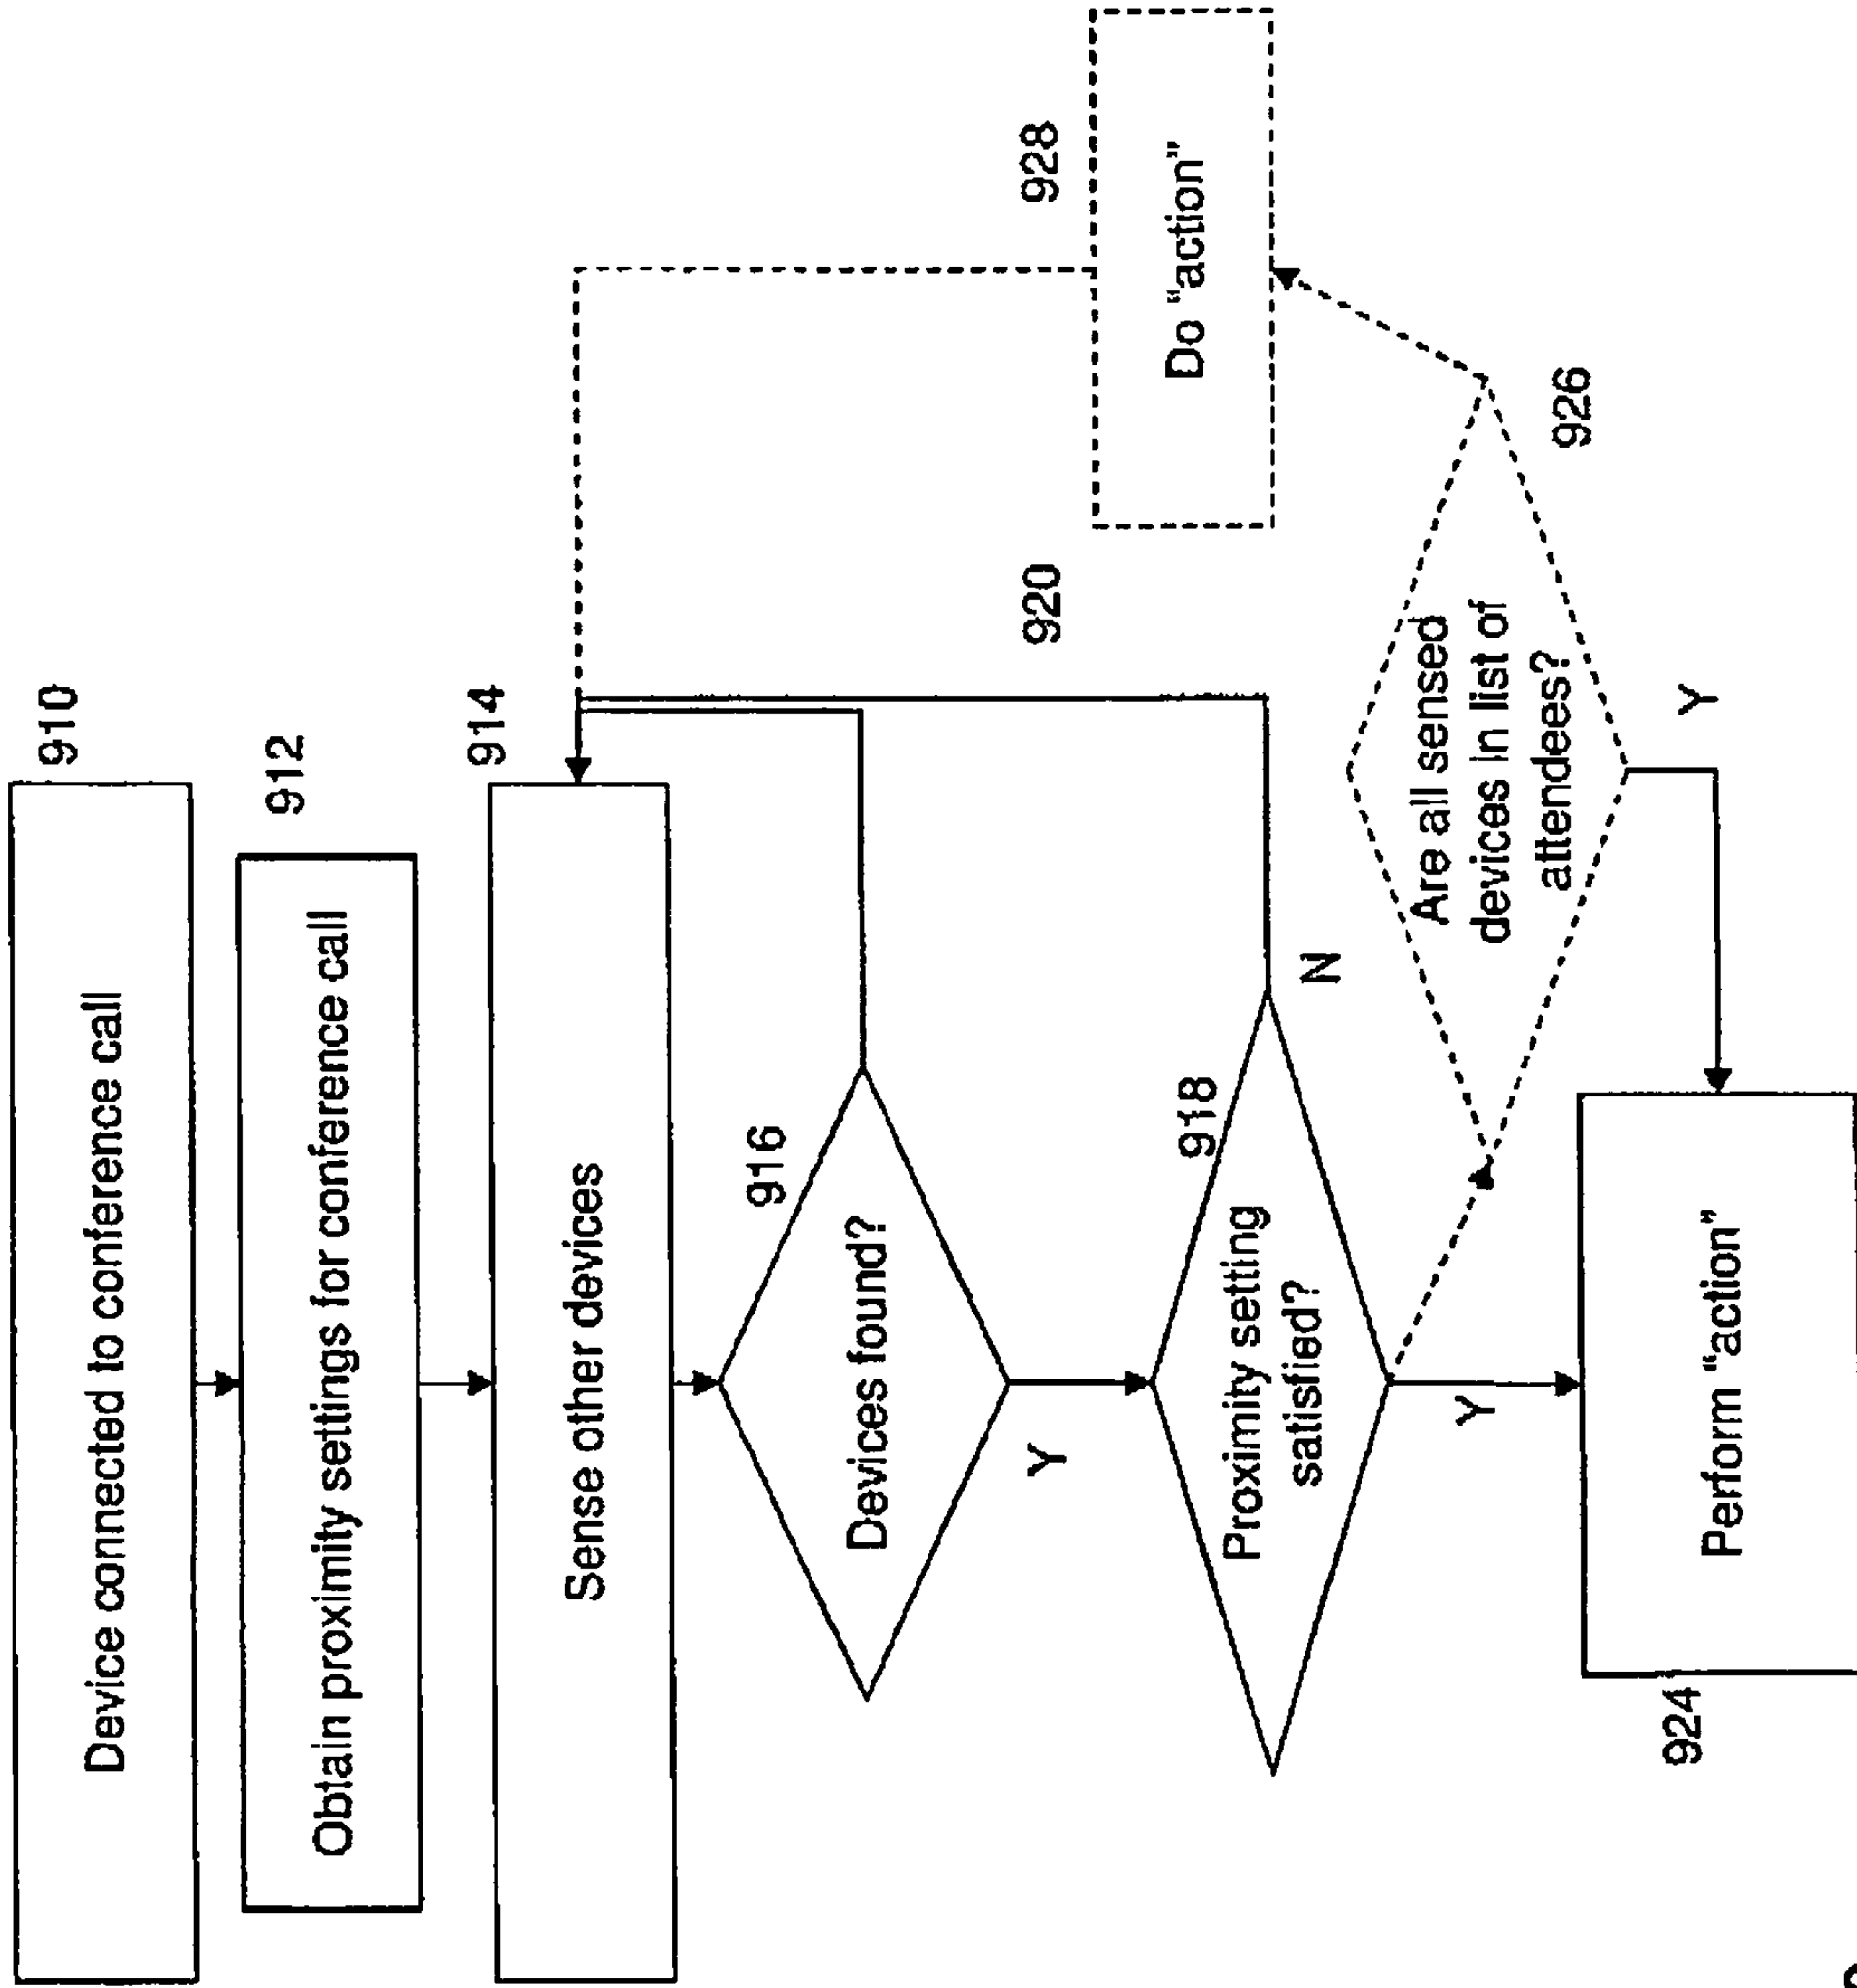 Device connected to conference call
910
Obtain proximity settings for conference call
912
Sense other devices
914
Devices found?
916
Y
Proximity setting
satisfied?
918
N
920
Y
Are all sensed
devices in list of
attendees?
926
Y
Do "action"
928
Perform "action"
924